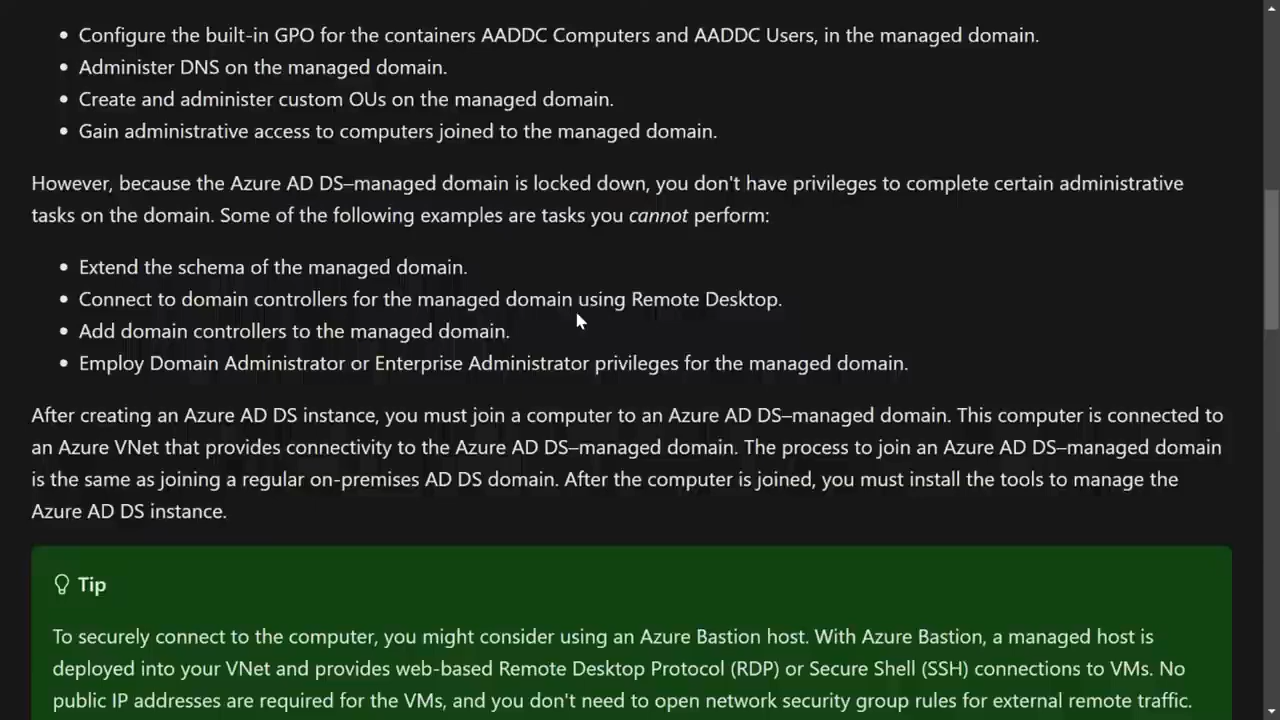 • Configure the built-in GPO for the containers AADDC Computers and AADDC Users, in the managed domain.
• Administer DNS on the managed domain.
• Create and administer custom OUs on the managed domain.
• Gain administrative access to computers joined to the managed domain.
However, because the Azure AD DS–managed domain is locked down, you don't have privileges to complete certain administrative
tasks on the domain. Some of the following examples are tasks you cannot perform:
• Extend the schema of the managed domain.
• Connect to domain controllers for the managed domain using Remote Desktop.
• Add domain controllers to the managed domain.
• Employ Domain Administrator or Enterprise Administrator privileges for the managed domain.
After creating an Azure AD DS instance, you must join a computer to an Azure AD DS–managed domain. This computer is connected to
an Azure VNet that provides connectivity to the Azure AD DS–managed domain. The process to join an Azure AD DS–managed domain
is the same as joining a regular on-premises AD DS domain. After the computer is joined, you must install the tools to manage the
Azure AD DS instance.
Tip
To securely connect to the computer, you might consider using an Azure Bastion host. With Azure Bastion, a managed host is
deployed into your VNet and provides web-based Remote Desktop Protocol (RDP) or Secure Shell (SSH) connections to VMs. No
public IP addresses are required for the VMs, and you don't need to open network security group rules for external remote traffic.